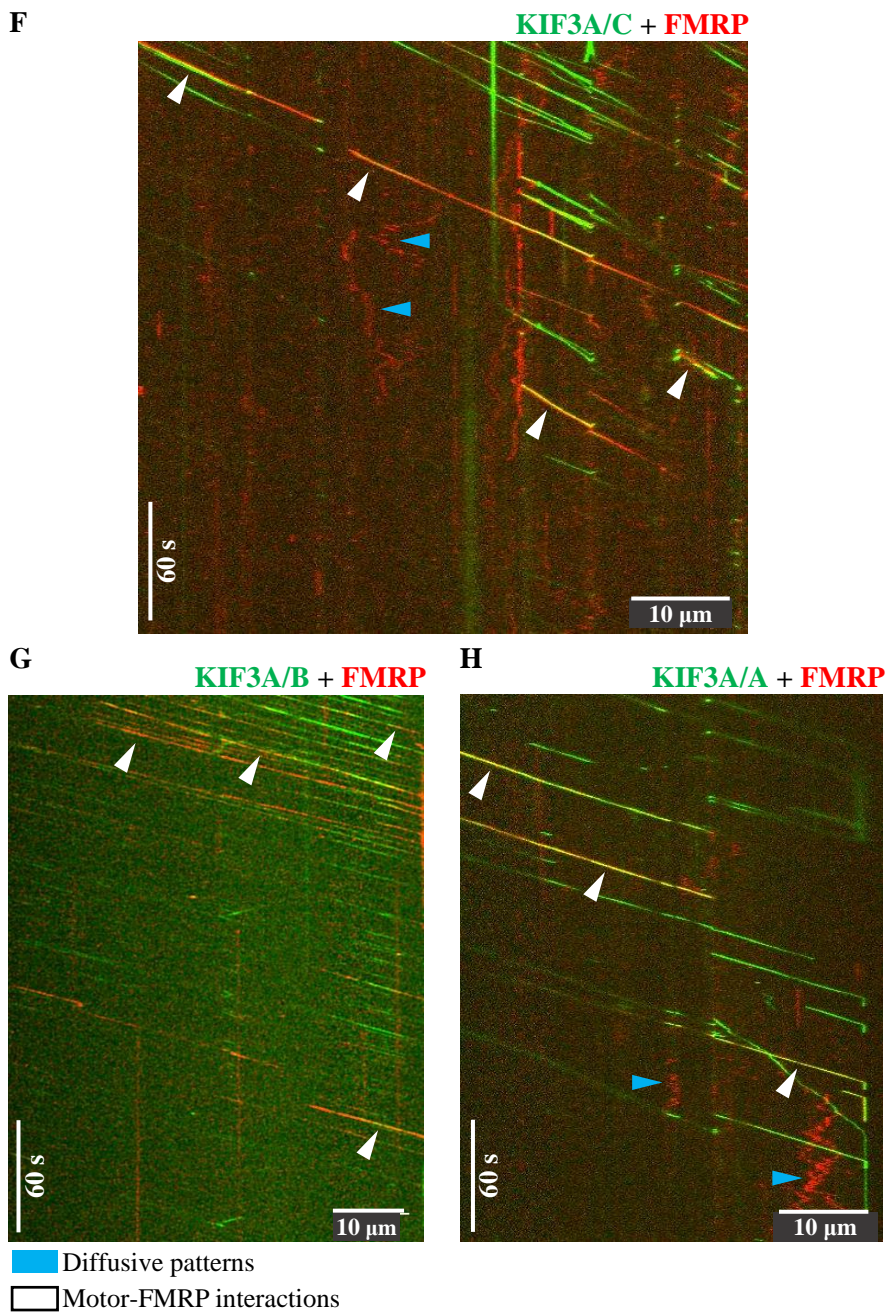 F
KIF3A/C + FMRP
60 s
10 μm
G
KIF3A/B + FMRP
H
KIF3A/A + FMRP
60 s
10 μm
60 s
10 μm
Diffusive patterns
Motor-FMRP interactions